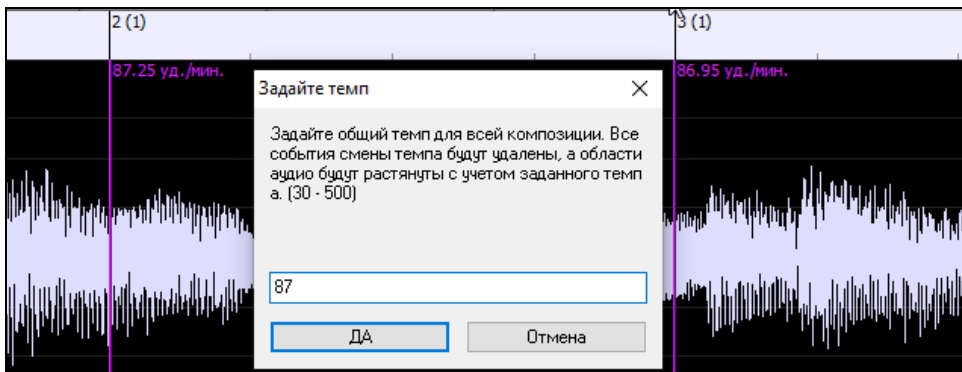 2 (1)
3 (1)
87.25 уд./мин.
86.95 уд./мин.
Задайте темп
Задайте общий темп для всей композиции. Все
события смены темпа будут удалены, а области
аудио будут растянуты с учетом заданного темп
а. (30 - 500)
87
ДА
Отмена